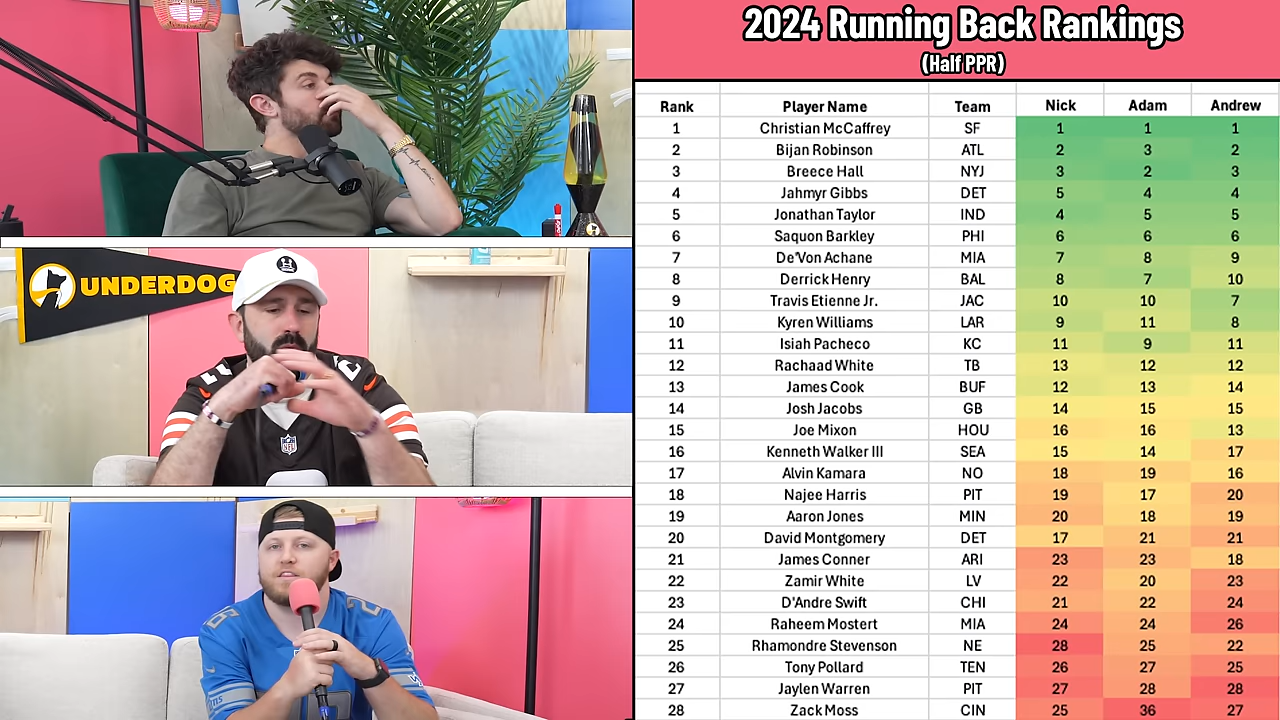 2024 Running Back Rankings
(Half PPR)
Rank Player Name Team Nick Adam Andrew
1 Christian McCaffrey SF 1 1 1
2 Bijan Robinson ATL 2 3 2
3 Breece Hall NYJ 3 2 3
4 Jahmyr Gibbs DET 5 4 4
5 Jonathan Taylor IND 4 5 5
6 Saquon Barkley PHI 6 6 6
7 De'Von Achane MIA 7 8 9
8 Derrick Henry BAL 8 7 10
9 Travis Etienne Jr. JAC 10 10 7
10 Kyren Williams LAR 9 11 8
11 Isiah Pacheco KC 11 9 11
12 Rachaad White TB 13 12 12
13 James Cook BUF 12 13 14
14 Josh Jacobs GB 14 15 15
15 Joe Mixon HOU 16 16 13
16 Kenneth Walker III SEA 15 14 17
17 Alvin Kamara NO 18 19 16
18 Najee Harris PIT 19 17 20
19 Aaron Jones MIN 20 18 19
20 David Montgomery DET 17 21 21
21 James Conner ARI 23 23 18
22 Zamir White LV 22 20 23
23 D'Andre Swift CHI 21 22 24
24 Raheem Mostert MIA 24 24 26
25 Rhamondre Stevenson NE 28 25 22
26 Tony Pollard TEN 26 27 25
27 Jaylen Warren PIT 27 28 28
28 Zack Moss CIN 25 36 27
UNDERDOG
NFL